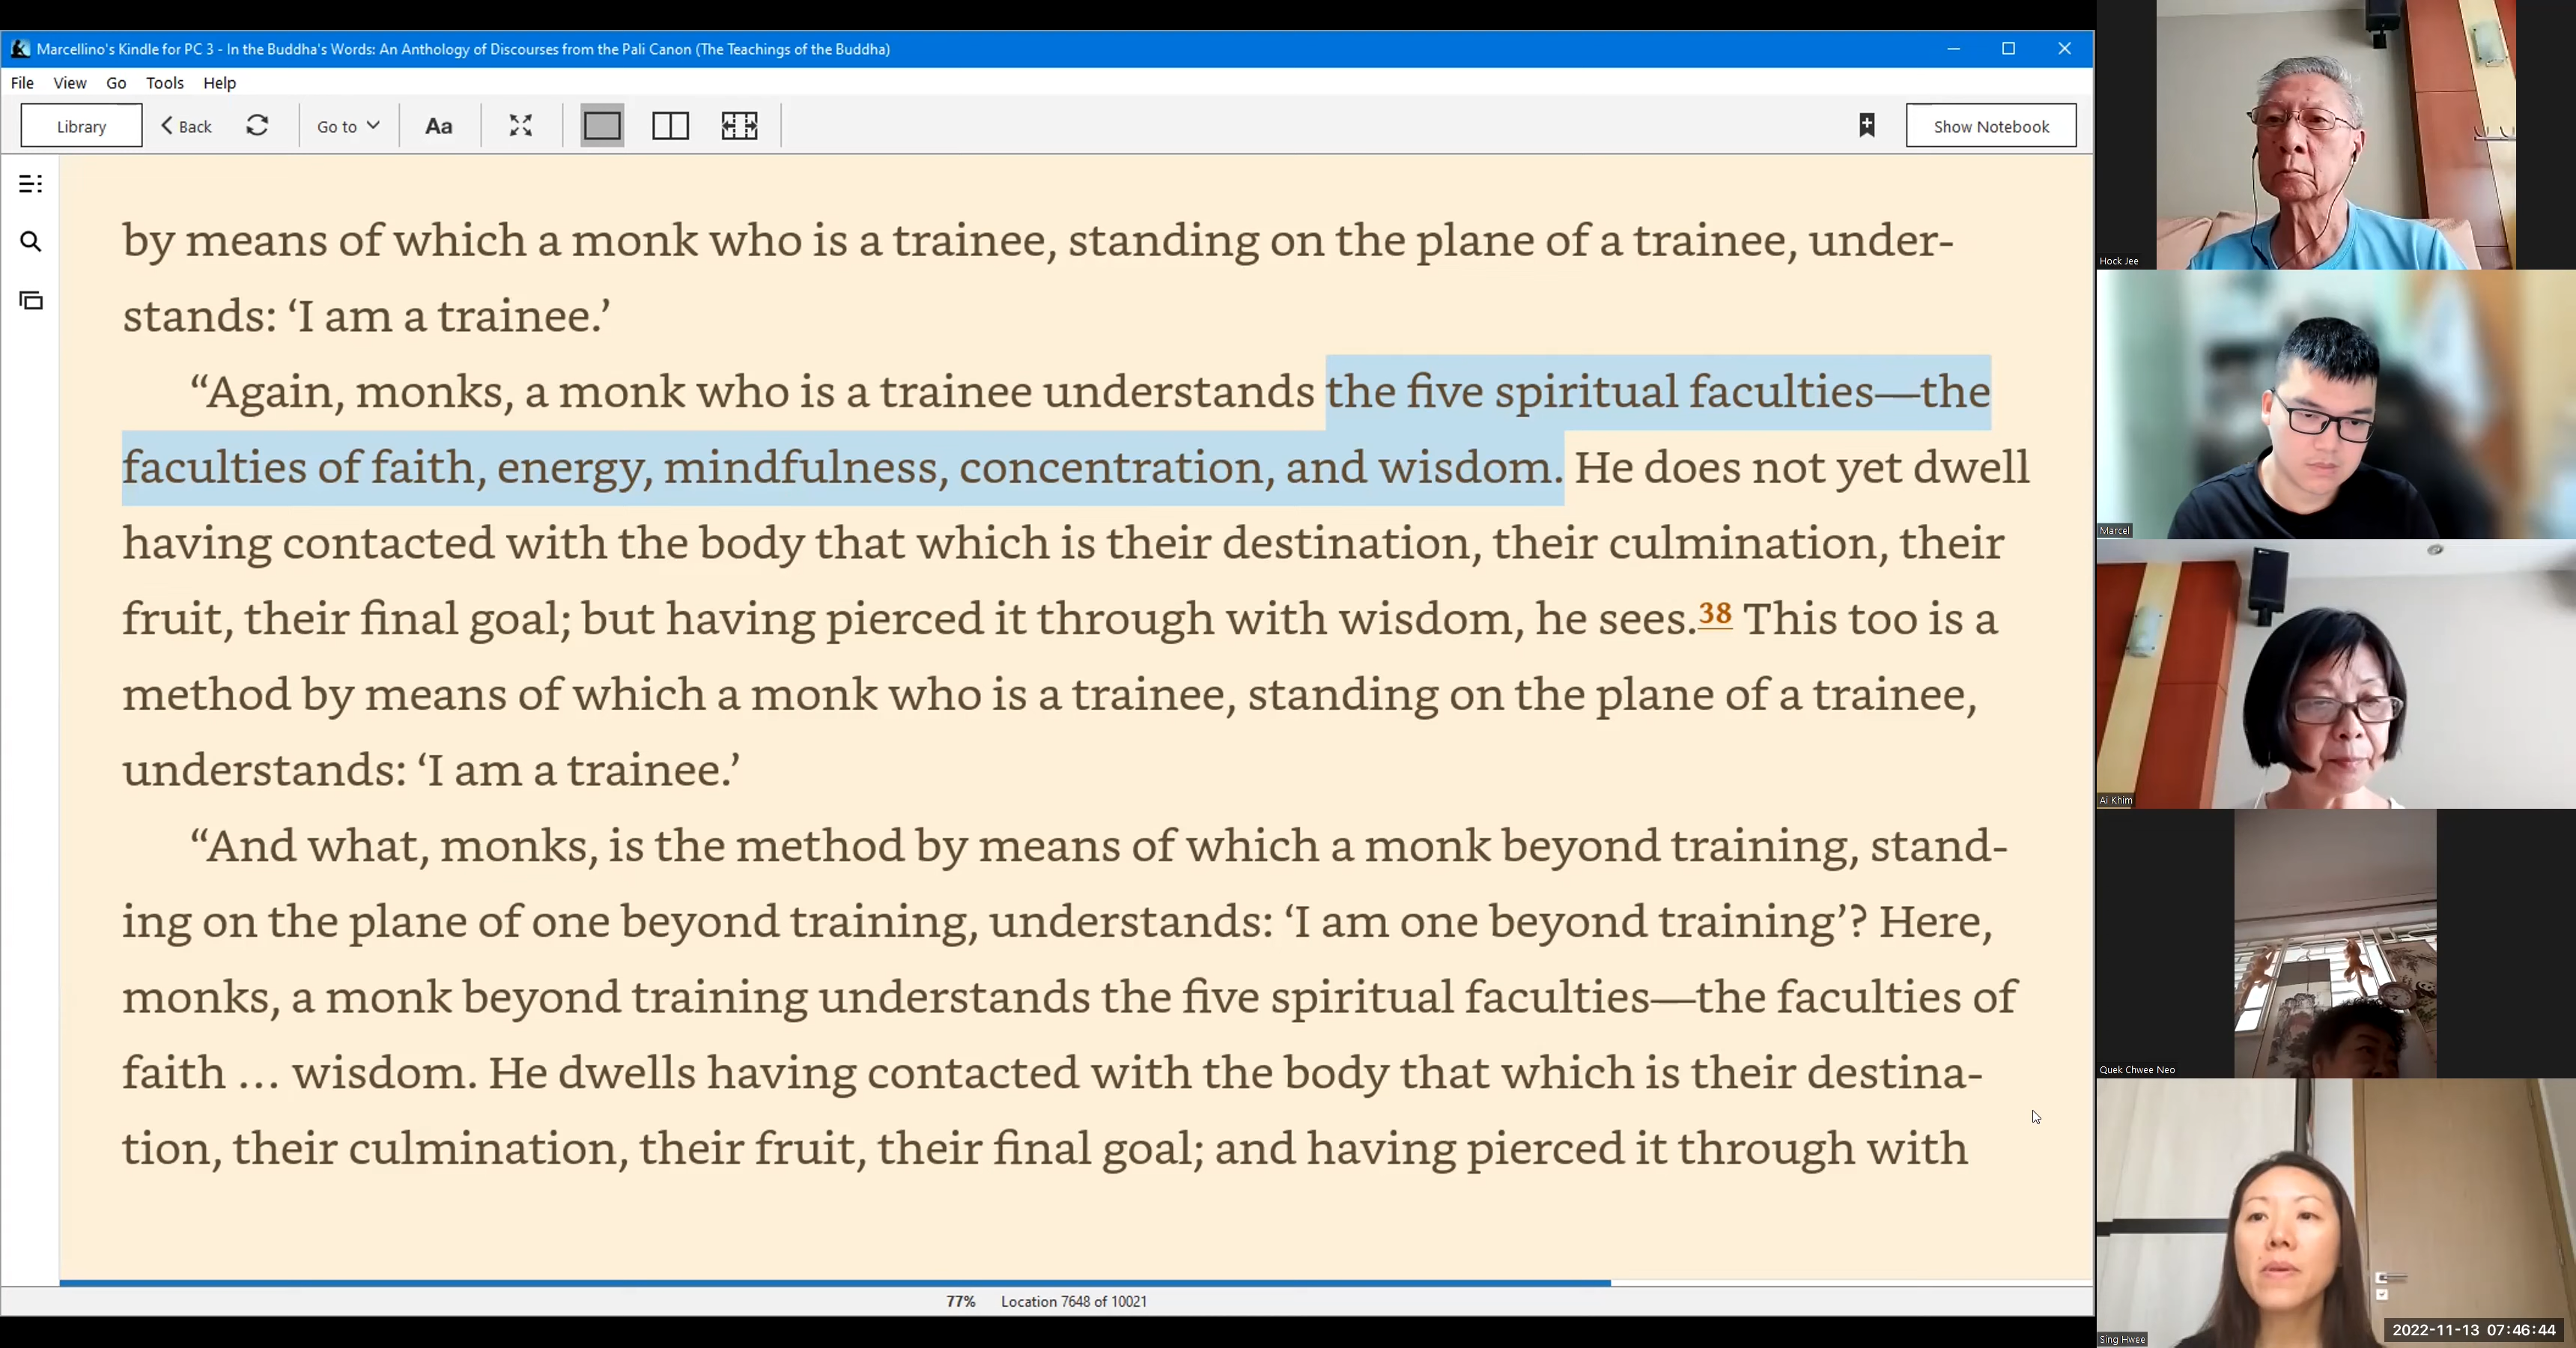 Marcellino's Kindle for PC 3 - In the Buddha's Words: An Anthology of Discourses from the Pali Canon (The Teachings of the Buddha)
File View Go Tools Help
Library Back Go to Aa Show Notebook
by means of which a monk who is a trainee, standing on the plane of a trainee, under-
stands: ‘I am a trainee.’
“Again, monks, a monk who is a trainee understands the five spiritual faculties—the
faculties of faith, energy, mindfulness, concentration, and wisdom. He does not yet dwell
having contacted with the body that which is their destination, their culmination, their
fruit, their final goal; but having pierced it through with wisdom, he sees.38 This too is a
method by means of which a monk who is a trainee, standing on the plane of a trainee,
understands: ‘I am a trainee.’
“And what, monks, is the method by means of which a monk beyond training, stand-
ing on the plane of one beyond training, understands: ‘I am one beyond training’? Here,
monks, a monk beyond training understands the five spiritual faculties—the faculties of
faith … wisdom. He dwells having contacted with the body that which is their destina-
tion, their culmination, their fruit, their final goal; and having pierced it through with
77% Location 7648 of 10021
Hock Jee
Marcel
Ai Khim
Quek Chwee Neo
Sing Hwee
2022-11-13 07:46:44